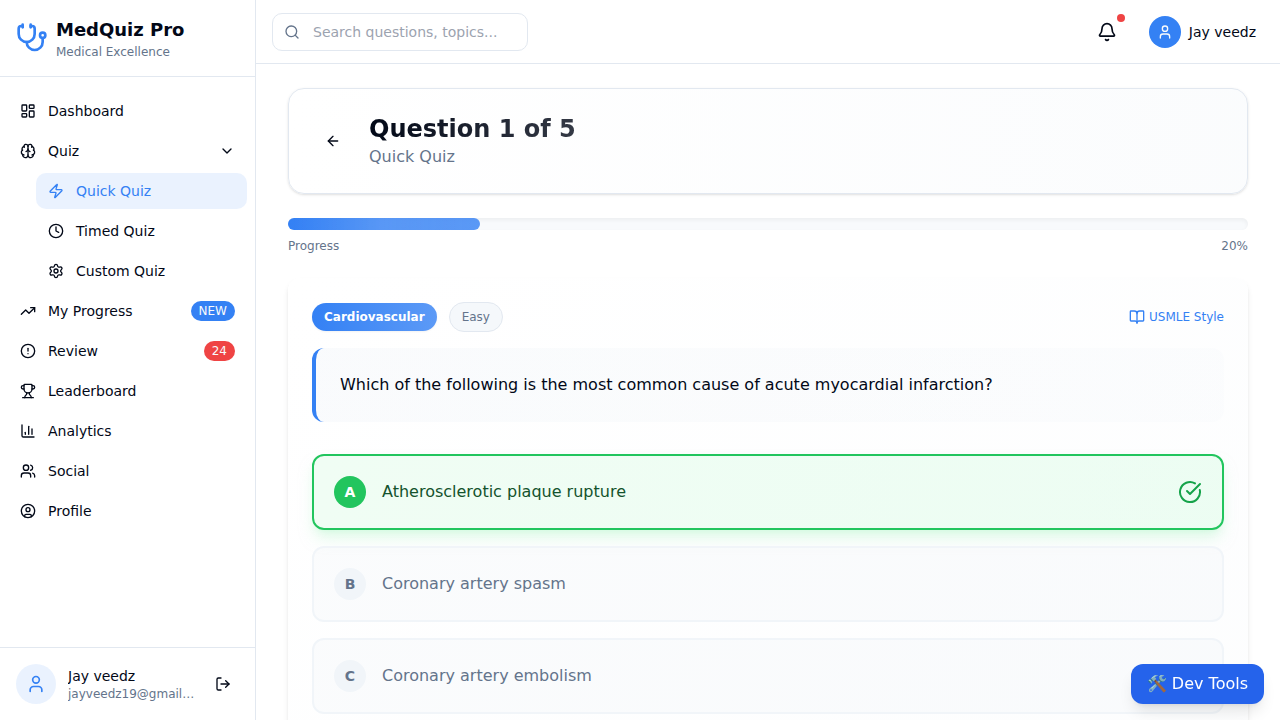 MedQuiz Pro
Medical Excellence
Dashboard
Quiz
Quick Quiz
Timed Quiz
Custom Quiz
My Progress NEW
Review 24
Leaderboard
Analytics
Social
Profile
Jay veedz
jayveedz19@gmail...
Search questions, topics...
Jay veedz
Question 1 of 5
Quick Quiz
Progress 20%
Cardiovascular Easy USMLE Style
Which of the following is the most common cause of acute myocardial infarction?
A Atherosclerotic plaque rupture
B Coronary artery spasm
C Coronary artery embolism
🛠️ Dev Tools